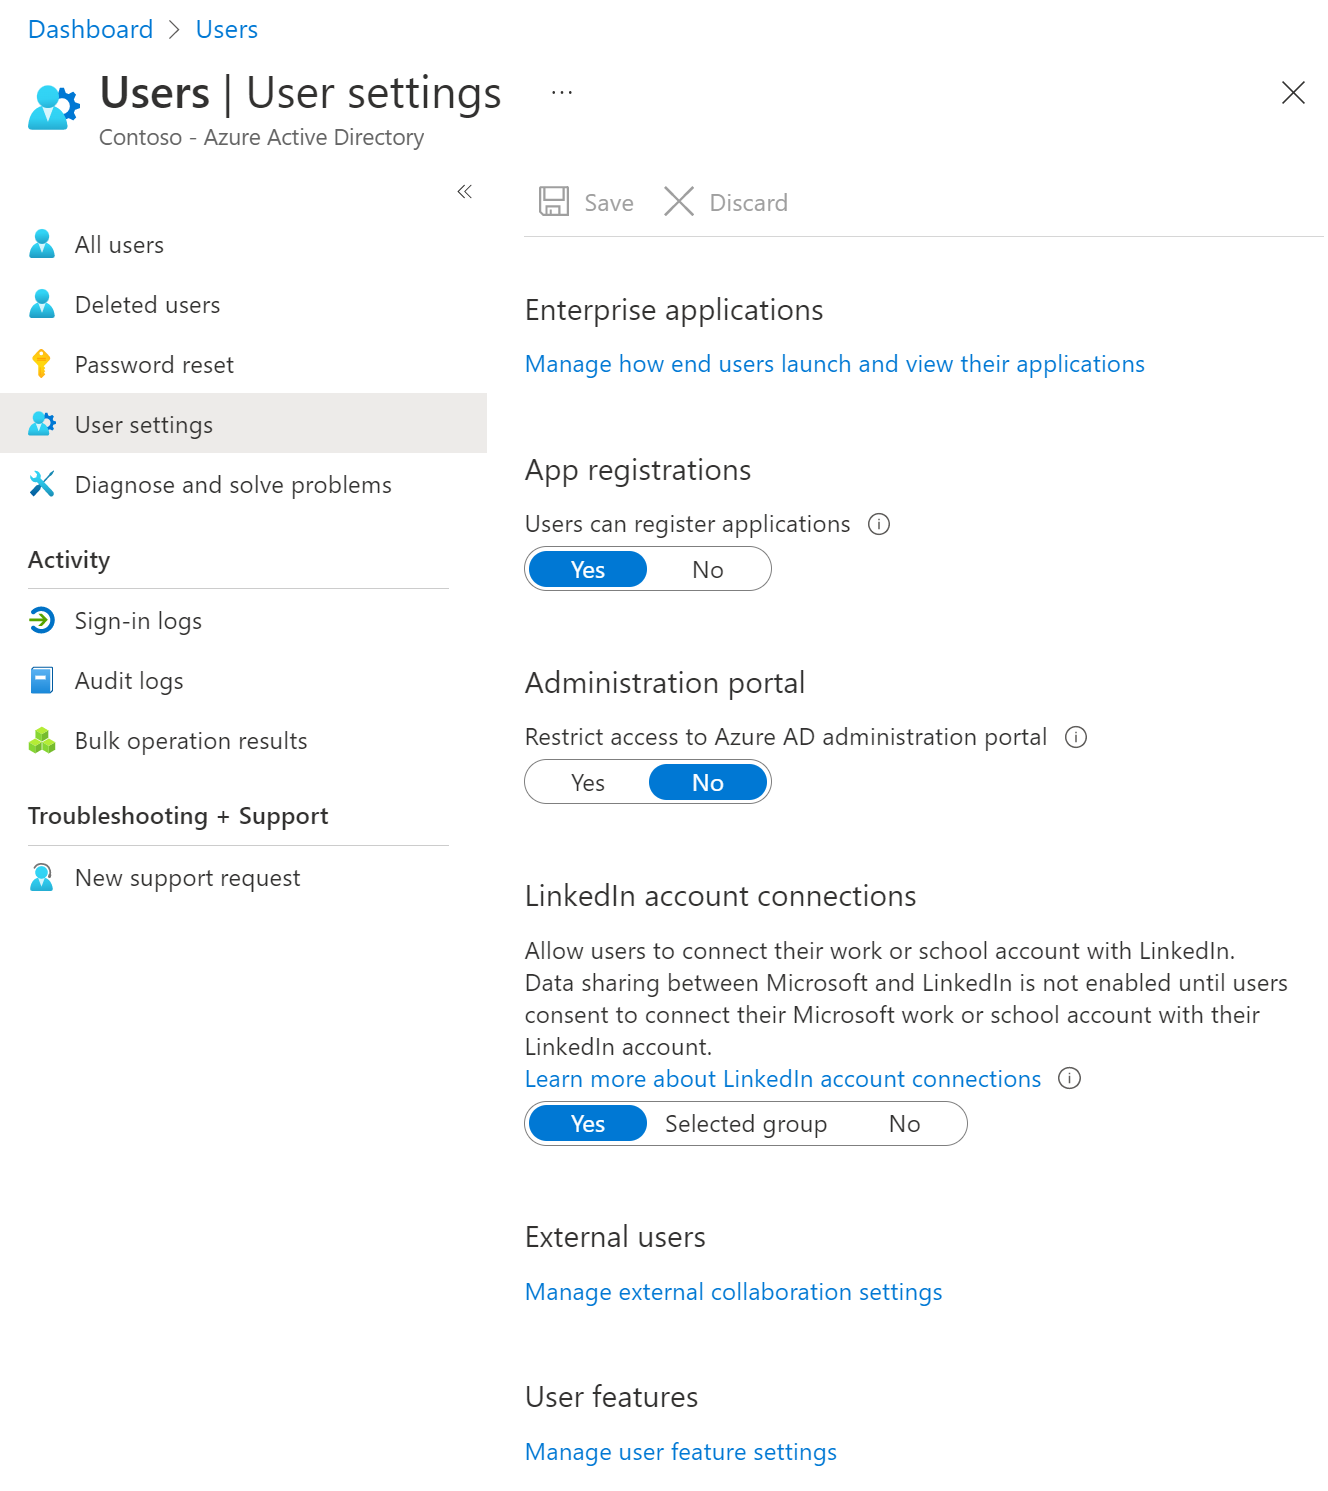 Dashboard > Users
Users | User settings ...
Contoso - Azure Active Directory
«
All users
Deleted users
Password reset
User settings
Diagnose and solve problems
Activity
Sign-in logs
Audit logs
Bulk operation results
Troubleshooting + Support
New support request
Save Discard
Enterprise applications
Manage how end users launch and view their applications
App registrations
Users can register applications
Yes No
Administration portal
Restrict access to Azure AD administration portal
Yes No
LinkedIn account connections
Allow users to connect their work or school account with LinkedIn.
Data sharing between Microsoft and LinkedIn is not enabled until users
consent to connect their Microsoft work or school account with their
LinkedIn account.
Learn more about LinkedIn account connections
Yes Selected group No
External users
Manage external collaboration settings
User features
Manage user feature settings